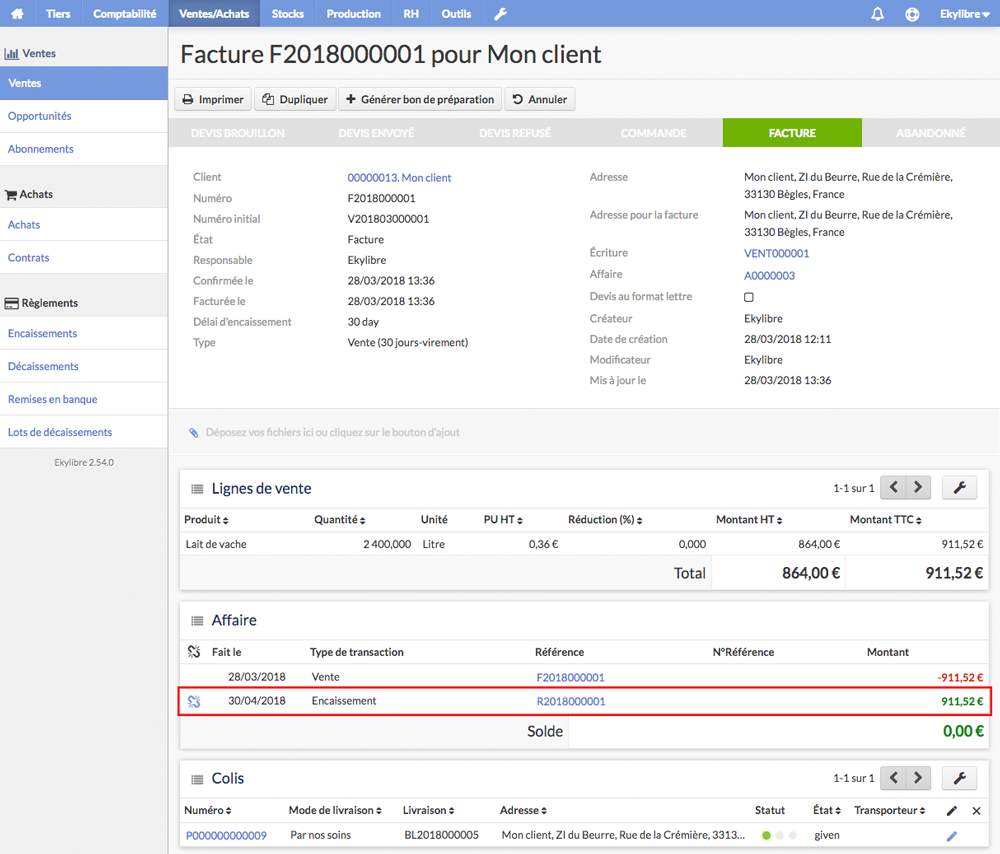 Tiers Comptabilité Ventes/Achats Stocks Production RH Outils Ekylibre
Ventes
Ventes
Opportunités
Abonnements
Achats
Achats
Contrats
Règlements
Encaissements
Décaissements
Remises en banque
Lots de décaissements
Ekylibre 2.54.0
Facture F2018000001 pour Mon client
Imprimer Dupliquer Générer bon de préparation Annuler
DEVIS BROUILLON DEVIS ENVOYÉ DEVIS REFUSÉ COMMANDE FACTURE ABANDONNÉ
Client 00000013. Mon client
Numéro F2018000001
Numéro initial V201803000001
État Facture
Responsable Ekylibre
Confirmée le 28/03/2018 13:36
Facturée le 28/03/2018 13:36
Délai d'encaissement 30 day
Type Vente (30 jours-virement)
Adresse Mon client, ZI du Beurre, Rue de la Crémière,
33130 Bègles, France
Adresse pour la facture Mon client, ZI du Beurre, Rue de la Crémière,
33130 Bègles, France
Écriture VENT000001
Affaire A0000003
Devis au format lettre
Créateur Ekylibre
Date de création 28/03/2018 12:11
Modificateur Ekylibre
Mis à jour le 28/03/2018 13:36
Déposez vos fichiers ici ou cliquez sur le bouton d'ajout
Lignes de vente 1-1 sur 1
Produit Quantité Unité PU HT Réduction (%) Montant HT Montant TTC
Lait de vache 2 400,000 Litre 0,36 € 0,000 864,00 € 911,52 €
Total 864,00 € 911,52 €
Affaire
Fait le Type de transaction Référence N°Référence Montant
28/03/2018 Vente F2018000001 -911,52 €
30/04/2018 Encaissement R2018000001 911,52 €
Solde 0,00 €
Colis 1-1 sur 1
Numéro Mode de livraison Livraison Adresse Statut État Transporteur
P000000000009 Par nos soins BL2018000005 Mon client, ZI du Beurre, Rue de la Crémière, 3313... given